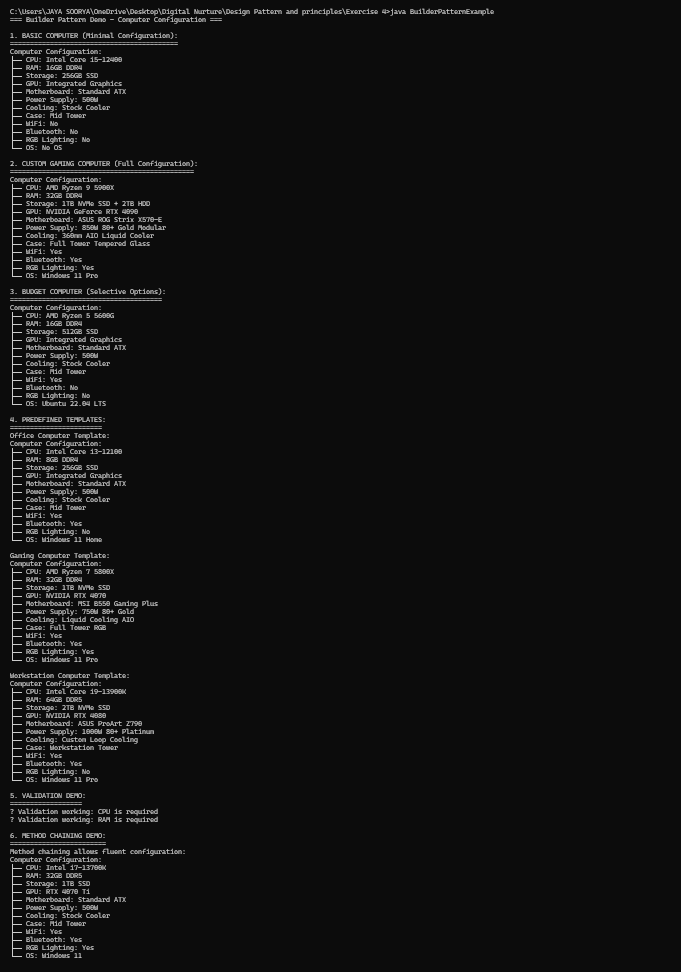 C:\Users\JAYA SOORYA\OneDrive\Desktop\Digital Nurture\Design Pattern and principles\Exercise 4>java BuilderPatternExample
=== Builder Pattern Demo - Computer Configuration ===
1. BASIC COMPUTER (Minimal Configuration):
==========================================
Computer Configuration:
├── CPU: Intel Core i5-12400
├── RAM: 16GB DDR4
├── Storage: 256GB SSD
├── GPU: Integrated Graphics
├── Motherboard: Standard ATX
├── Power Supply: 500W
├── Cooling: Stock Cooler
├── Case: Mid Tower
├── WiFi: No
├── Bluetooth: No
├── RGB Lighting: No
└── OS: No OS
2. CUSTOM GAMING COMPUTER (Full Configuration):
==============================================
Computer Configuration:
├── CPU: AMD Ryzen 9 5900X
├── RAM: 32GB DDR4
├── Storage: 1TB NVMe SSD + 2TB HDD
├── GPU: NVIDIA GeForce RTX 4090
├── Motherboard: ASUS ROG Strix X570-E
├── Power Supply: 850W 80+ Gold Modular
├── Cooling: 360mm AIO Liquid Cooler
├── Case: Full Tower Tempered Glass
├── WiFi: Yes
├── Bluetooth: Yes
├── RGB Lighting: Yes
└── OS: Windows 11 Pro
3. BUDGET COMPUTER (Selective Options):
======================================
Computer Configuration:
├── CPU: AMD Ryzen 5 5600G
├── RAM: 16GB DDR4
├── Storage: 512GB SSD
├── GPU: Integrated Graphics
├── Motherboard: Standard ATX
├── Power Supply: 500W
├── Cooling: Stock Cooler
├── Case: Mid Tower
├── WiFi: Yes
├── Bluetooth: No
├── RGB Lighting: No
└── OS: Ubuntu 22.04 LTS
4. PREDEFINED TEMPLATES:
=======================
Office Computer Template:
Computer Configuration:
├── CPU: Intel Core i3-12100
├── RAM: 8GB DDR4
├── Storage: 256GB SSD
├── GPU: Integrated Graphics
├── Motherboard: Standard ATX
├── Power Supply: 500W
├── Cooling: Stock Cooler
├── Case: Mid Tower
├── WiFi: Yes
├── Bluetooth: Yes
├── RGB Lighting: No
└── OS: Windows 11 Home
Gaming Computer Template:
Computer Configuration:
├── CPU: AMD Ryzen 7 5800X
├── RAM: 32GB DDR4
├── Storage: 1TB NVMe SSD
├── GPU: NVIDIA RTX 4070
├── Motherboard: MSI B550 Gaming Plus
├── Power Supply: 750W 80+ Gold
├── Cooling: Liquid Cooling AIO
├── Case: Full Tower RGB
├── WiFi: Yes
├── Bluetooth: Yes
├── RGB Lighting: Yes
└── OS: Windows 11 Pro
Workstation Computer Template:
Computer Configuration:
├── CPU: Intel Core i9-13900K
├── RAM: 64GB DDR5
├── Storage: 2TB NVMe SSD
├── GPU: NVIDIA RTX 4080
├── Motherboard: ASUS ProArt Z790
├── Power Supply: 1000W 80+ Platinum
├── Cooling: Custom Loop Cooling
├── Case: Workstation Tower
├── WiFi: Yes
├── Bluetooth: Yes
├── RGB Lighting: No
└── OS: Windows 11 Pro
5. VALIDATION DEMO:
==================
? Validation working: CPU is required
? Validation working: RAM is required
6. METHOD CHAINING DEMO:
========================
Method chaining allows fluent configuration:
Computer Configuration:
├── CPU: Intel i7-13700K
├── RAM: 32GB DDR5
├── Storage: 1TB SSD
├── GPU: RTX 4070 Ti
├── Motherboard: Standard ATX
├── Power Supply: 500W
├── Cooling: Stock Cooler
├── Case: Mid Tower
├── WiFi: Yes
├── Bluetooth: Yes
├── RGB Lighting: Yes
└── OS: Windows 11